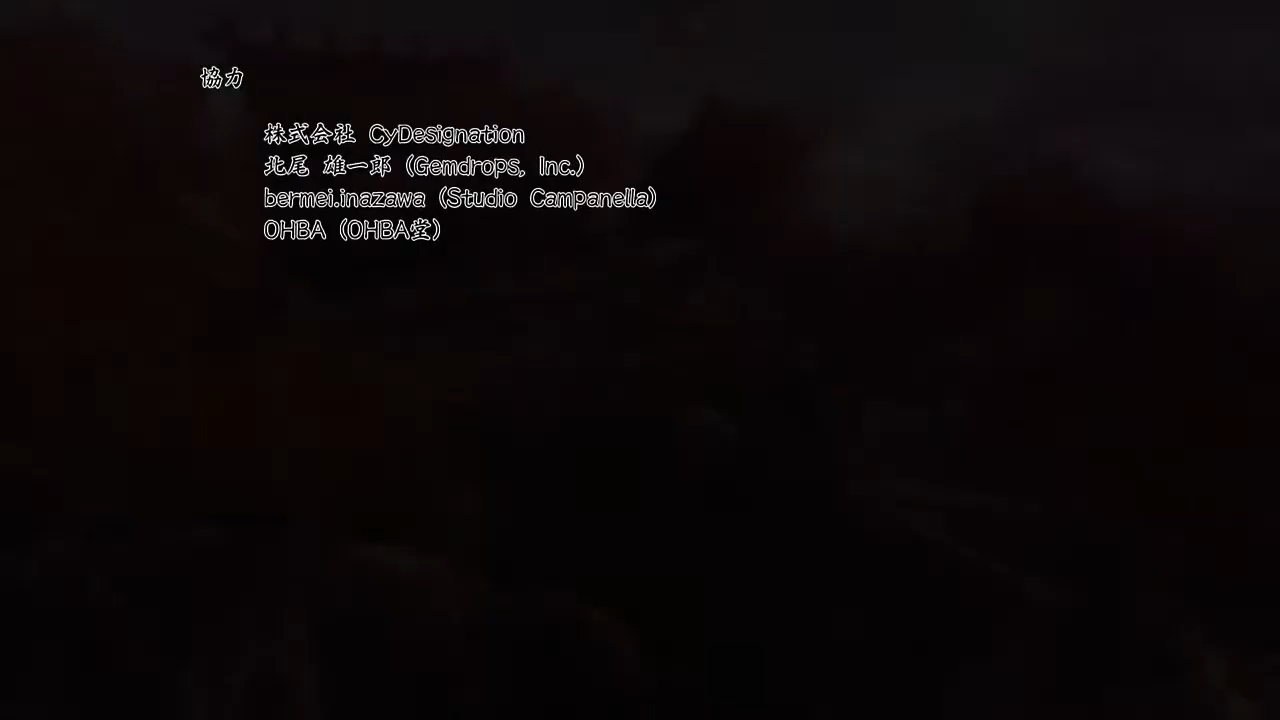 協力
株式会社 CyDesignation
北尾 雄一郎 (Gemdrops, Inc.)
bermei.inazawa (Studio Campanella)
OHBA (OHBA堂)